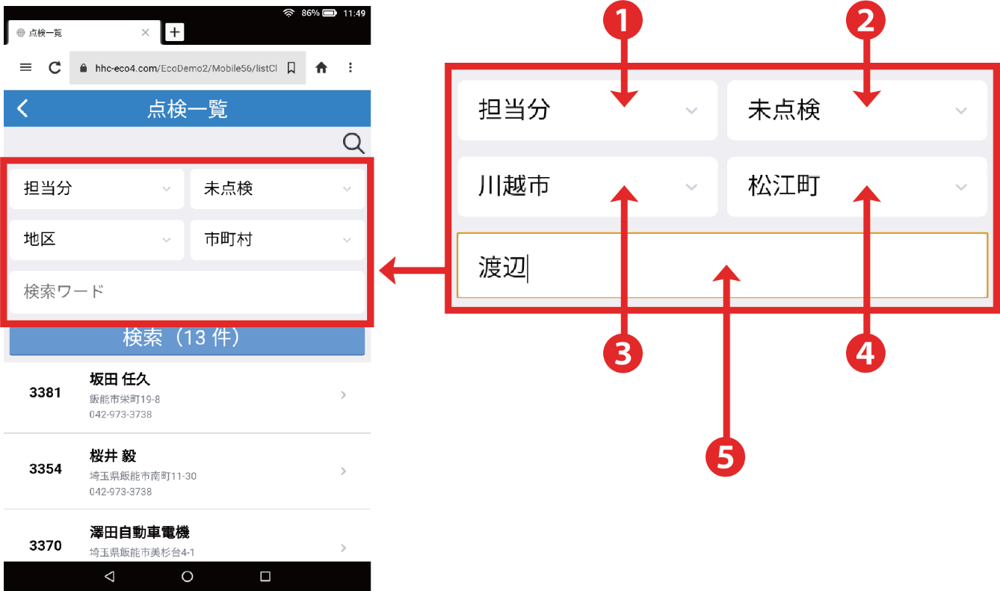 86% 11:49
点検一覧
hhc-eco4.com/EcoDemo2/Mobile56/listCl
点検一覧
担当分 未点検
地区 市町村
検索ワード
検索（13 件）
3381
坂田 任久
飯能市栄町19-8
042-973-3738
3354
桜井 毅
埼玉県飯能市南町11-30
042-973-3738
3370
澤田自動車電機
埼玉県飯能市美杉台4-1
1 2
担当分 未点検
川越市 松江町
渡辺
3 4
5